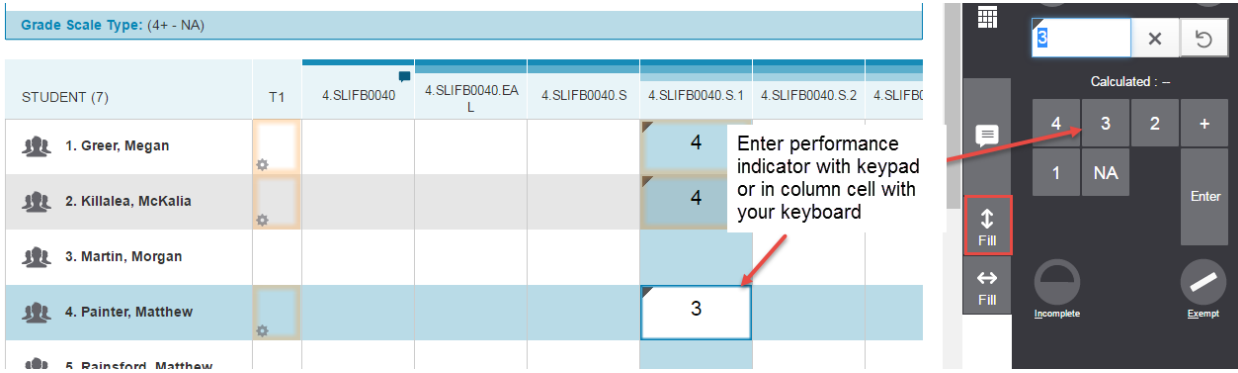 Grade Scale Type: (4+ - NA)
STUDENT (7)
T1
4.SLIFB0040
4.SLIFB0040.EA
L
4.SLIFB0040.S
4.SLIFB0040.S.1
4.SLIFB0040.S.2
4.SLIFB0
1. Greer, Megan
4
2. Killalea, McKalia
4
3. Martin, Morgan
4. Painter, Matthew
3
5. Rainsford, Matthew
Enter performance
indicator with keypad
or in column cell with
your keyboard
3
Calculated : --
4 3 2 +
1 NA
Enter
Fill
Fill
Incomplete
Exempt